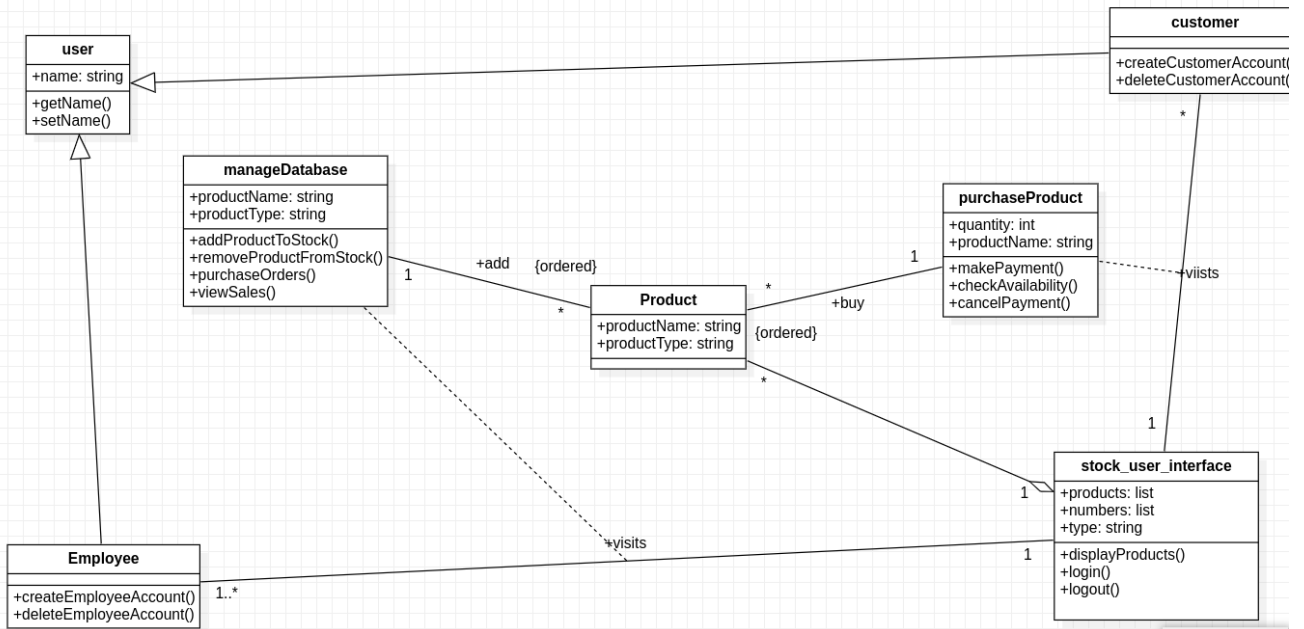 customer
+createCustomerAccount(
+deleteCustomerAccount(
user
+name: string
+getName()
+setName()
*
manageDatabase
+productName: string
+productType: string
+addProductToStock()
+removeProductFromStock()
+purchaseOrders()
+viewSales()
1
+add
{ordered}
*
Product
+productName: string
+productType: string
*
+buy
1
{ordered}
*
purchaseProduct
+quantity: int
+productName: string
+makePayment()
+checkAvailability()
+cancelPayment()
+viists
1
stock_user_interface
+products: list
+numbers: list
+type: string
+displayProducts()
+login()
+logout()
1
+visits
1
Employee
+createEmployeeAccount()
+deleteEmployeeAccount()
1..*